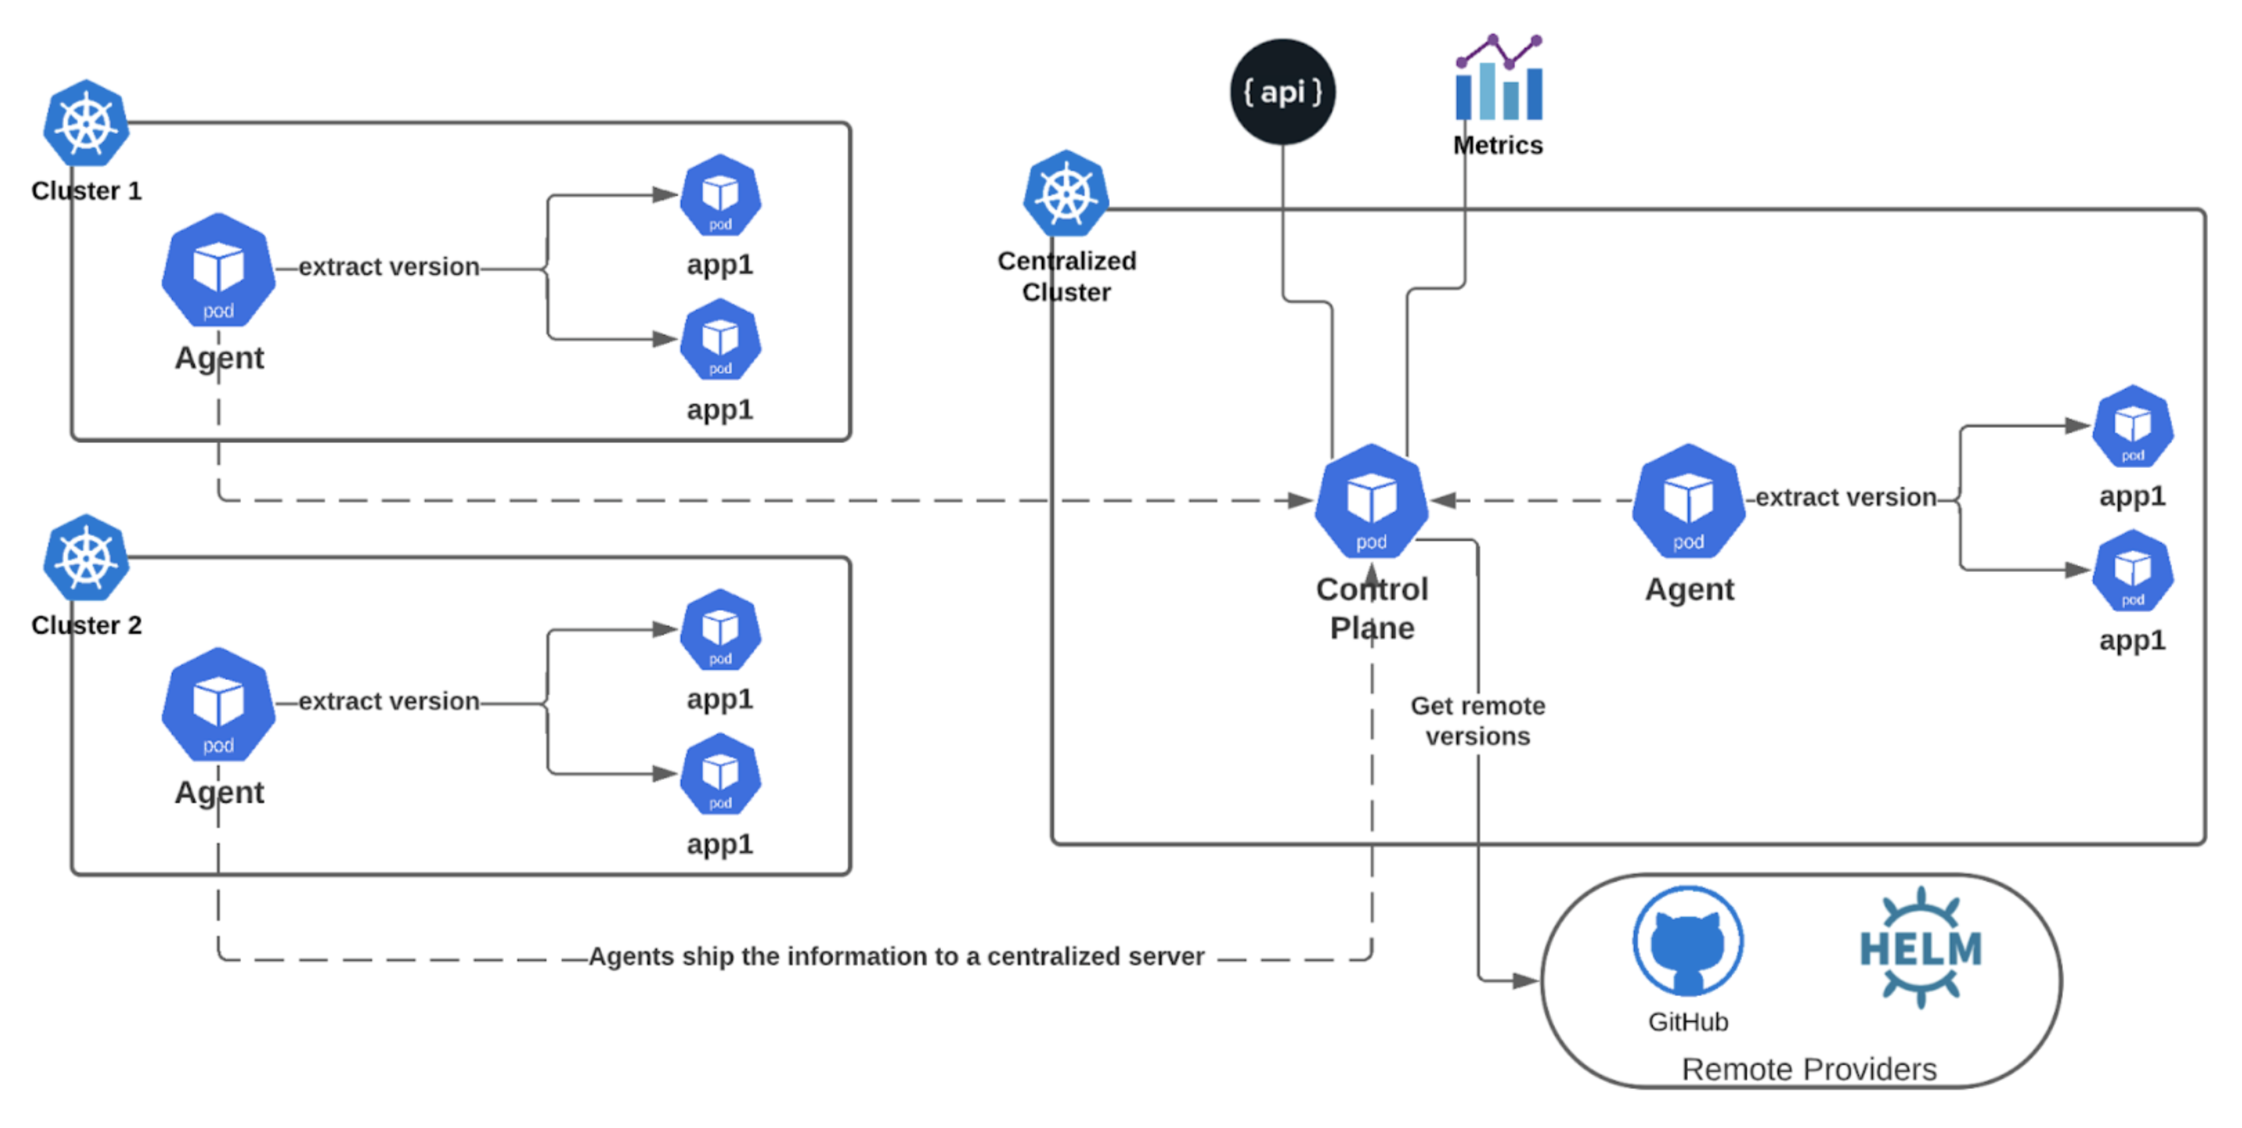 { api }
Metrics
Cluster 1
pod
app1
extract version
pod
Agent
pod
app1
Centralized
Cluster
pod
Control
Plane
pod
Agent
extract version
pod
app1
pod
app1
Cluster 2
pod
app1
extract version
pod
Agent
pod
app1
Get remote
versions
Agents ship the information to a centralized server
GitHub
HELM
Remote Providers